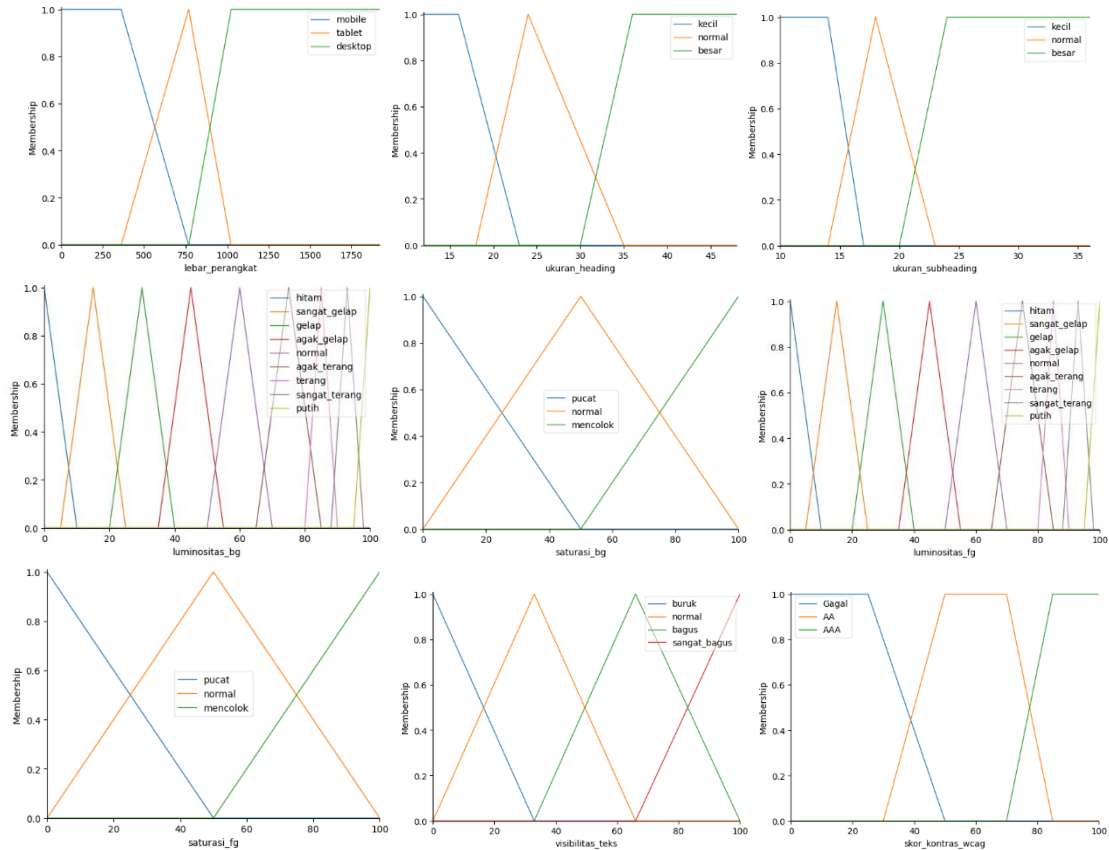 1.0
0.8
0.6
0.4
0.2
0.0
Membership
mobile
tablet
desktop
0 250 500 750 1000 1250 1500 1750
lebar_perangkat
1.0
0.8
0.6
0.4
0.2
0.0
Membership
kecil
normal
besar
15 20 25 30 35 40 45
ukuran_heading
1.0
0.8
0.6
0.4
0.2
0.0
Membership
kecil
normal
besar
10 15 20 25 30 35
ukuran_subheading
1.0
0.8
0.6
0.4
0.2
0.0
Membership
hitam
sangat_gelap
gelap
agak_gelap
normal
agak_terang
terang
sangat_terang
putih
0 20 40 60 80 100
luminositas_bg
1.0
0.8
0.6
0.4
0.2
0.0
Membership
pucat
normal
mencolok
0 20 40 60 80 100
saturasi_bg
1.0
0.8
0.6
0.4
0.2
0.0
Membership
hitam
sangat_gelap
gelap
agak_gelap
normal
agak_terang
terang
sangat_terang
putih
0 20 40 60 80 100
luminositas_fg
1.0
0.8
0.6
0.4
0.2
0.0
Membership
pucat
normal
mencolok
0 20 40 60 80 100
saturasi_fg
1.0
0.8
0.6
0.4
0.2
0.0
Membership
buruk
normal
bagus
sangat_bagus
0 20 40 60 80 100
visibilitas_teks
1.0
0.8
0.6
0.4
0.2
0.0
Membership
Gagal
AA
AAA
0 20 40 60 80 100
skor_kontras_wcag